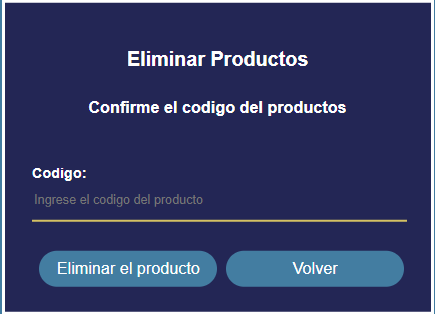 Eliminar Productos
Confirme el codigo del productos
Codigo:
Ingrese el codigo del producto
Eliminar el producto
Volver